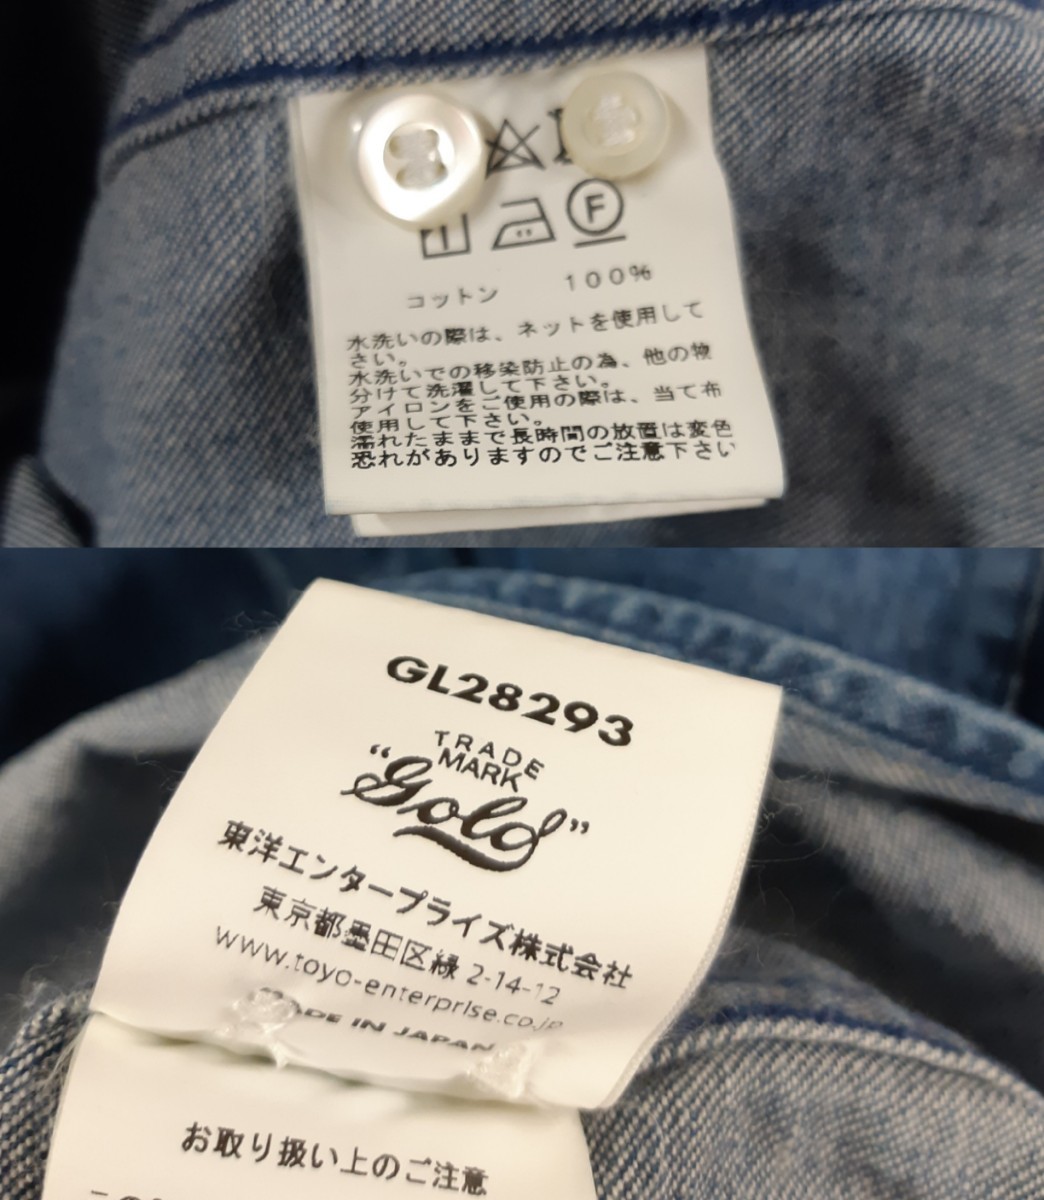 F
コットン 100%
水洗いの際は、ネットを使用して
さい。
水洗いでの移染防止の為、他の物
分けて洗濯して下さい。
アイロンをご使用の際は、当て布
使用して下さい。
濡れたままで長時間の放置は変色
恐れがありますのでご注意下さい
GL28293
TRADE
MARK
"Gold"
東洋エンタープライズ株式会社
東京都墨田区緑 2-14-12
www.toyo-enterprise.co.jp
ADE IN JAPAN
お取り扱い上のご注意